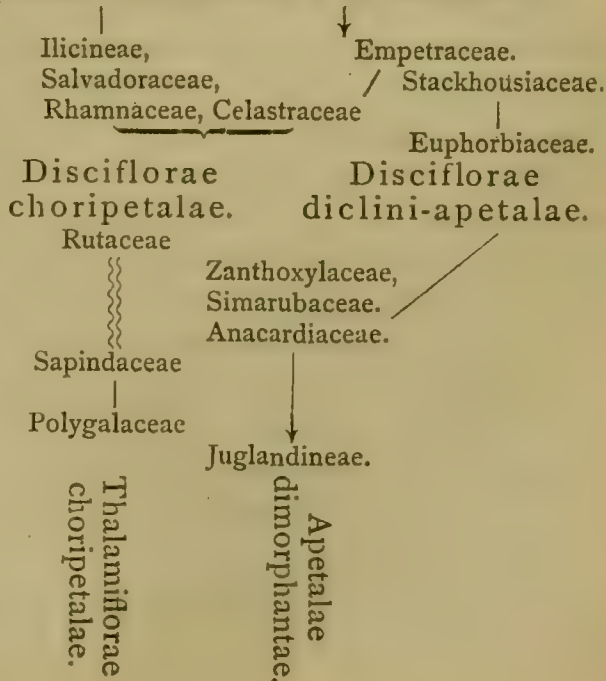 Ilicineae,
Salvadoraceae,
Rhamnaceae, Celastraceae
Empetraceae.
Stackhousiaceae.
Euphorbiaceae.
Disciflorae
choripetalae.
Disciflorae
diclini-apetalae.
Rutaceae
Zanthoxylaceae,
Simarubaceae.
Anacardiaceae.
Sapindaceae
Polygalaceae
Juglandineae.
Thalamiflorae
choripetalae.
Apetalae
dimorphantae,